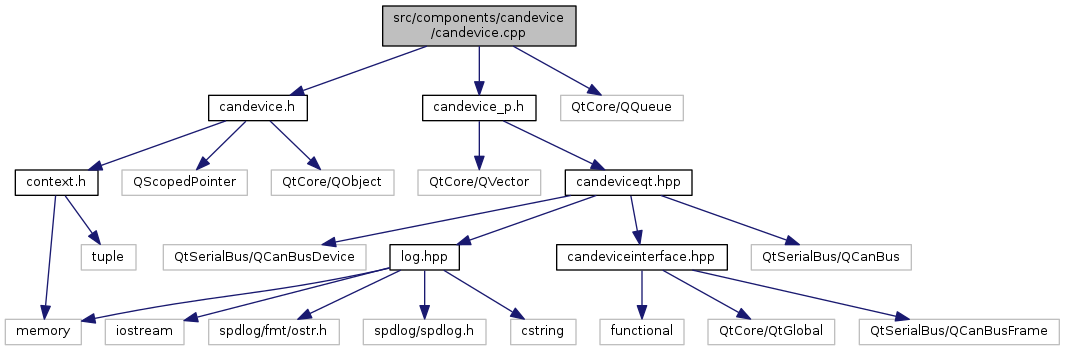 src/components/candevice
/candevice.cpp
candevice.h
candevice_p.h
QtCore/QQueue
context.h
QScopedPointer
QtCore/QObject
QtCore/QVector
candeviceqt.hpp
tuple
QtSerialBus/QCanBusDevice
log.hpp
candeviceinterface.hpp
QtSerialBus/QCanBus
memory
iostream
spdlog/fmt/ostr.h
spdlog/spdlog.h
cstring
functional
QtCore/QtGlobal
QtSerialBus/QCanBusFrame